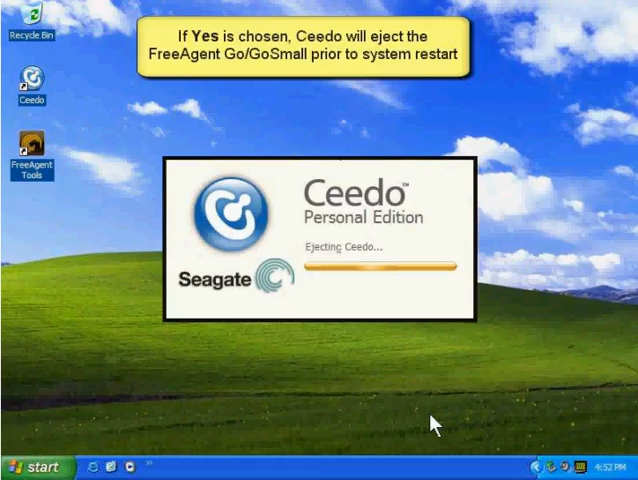 If Yes is chosen, Ceedo will eject the
FreeAgent Go/GoSmall prior to system restart
Recycle Bin
Ceedo
FreeAgent
Tools
Ceedo™
Personal Edition
Ejecting Ceedo...
Seagate
start
4:52 PM